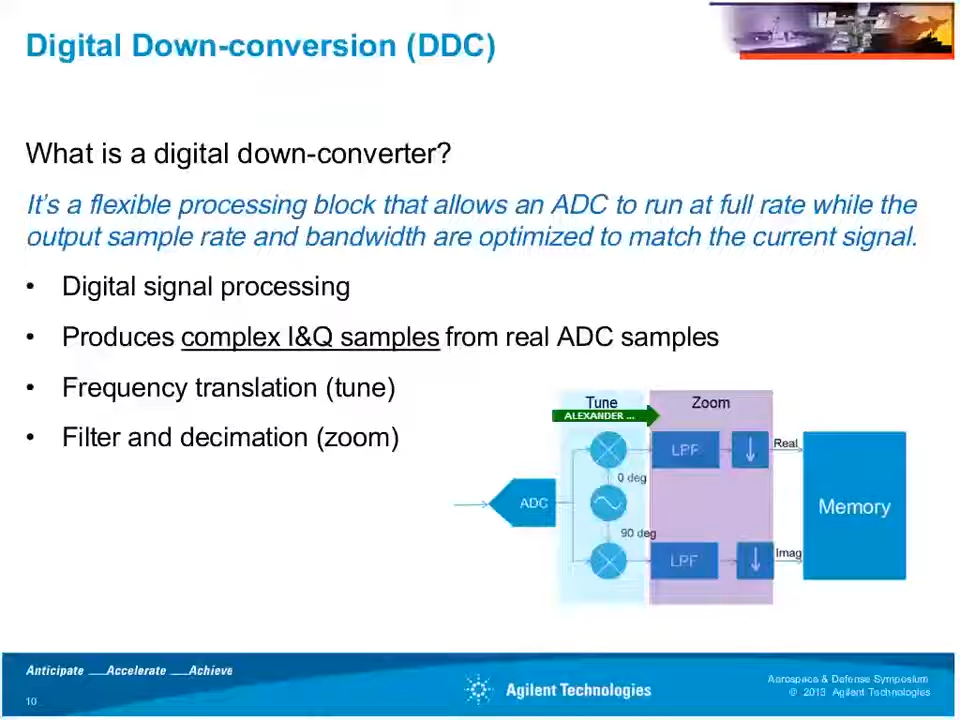 Digital Down-conversion (DDC)
What is a digital down-converter?
It's a flexible processing block that allows an ADC to run at full rate while the
output sample rate and bandwidth are optimized to match the current signal.
• Digital signal processing
• Produces complex I&Q samples from real ADC samples
• Frequency translation (tune)
• Filter and decimation (zoom)
Tune
Zoom
ALEXANDER ...
LPF
Real
0 deg
ADC
Memory
90 deg
LPF
Imag
Anticipate ___Accelerate ___Achieve
10
Agilent Technologies
Aerospace & Defense Symposium
© 2013 Agilent Technologies